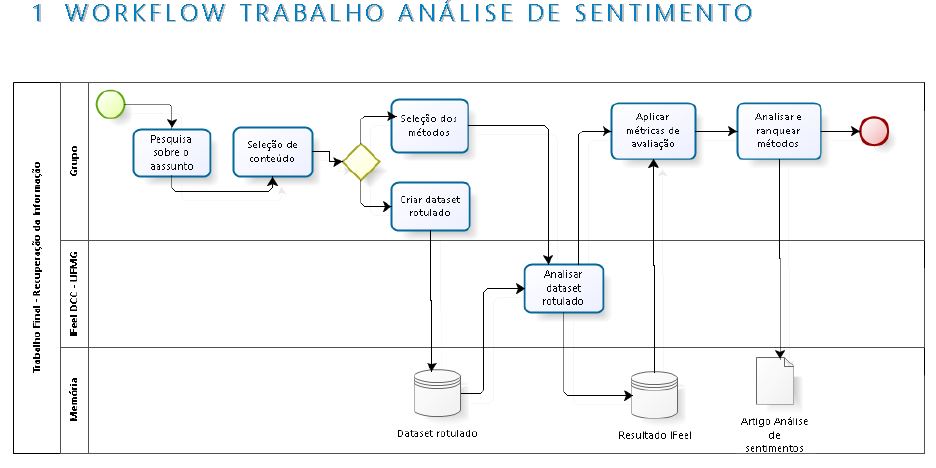 1 WORKFLOW TRABALHO ANÁLISE DE SENTIMENTO
Trabalho Final - Recuperação da Informação
Grupo
Pesquisa
sobre o
aassunto
Seleção de
conteúdo
Seleção dos
métodos
Criar dataset
rotulado
Aplicar
métricas de
avaliação
Analisar e
ranquear
métodos
IFeel DCC - UFMG
Analisar
dataset
rotulado
Memória
Dataset rotulado
Resultado IFeel
Artigo Análise
de
sentimentos